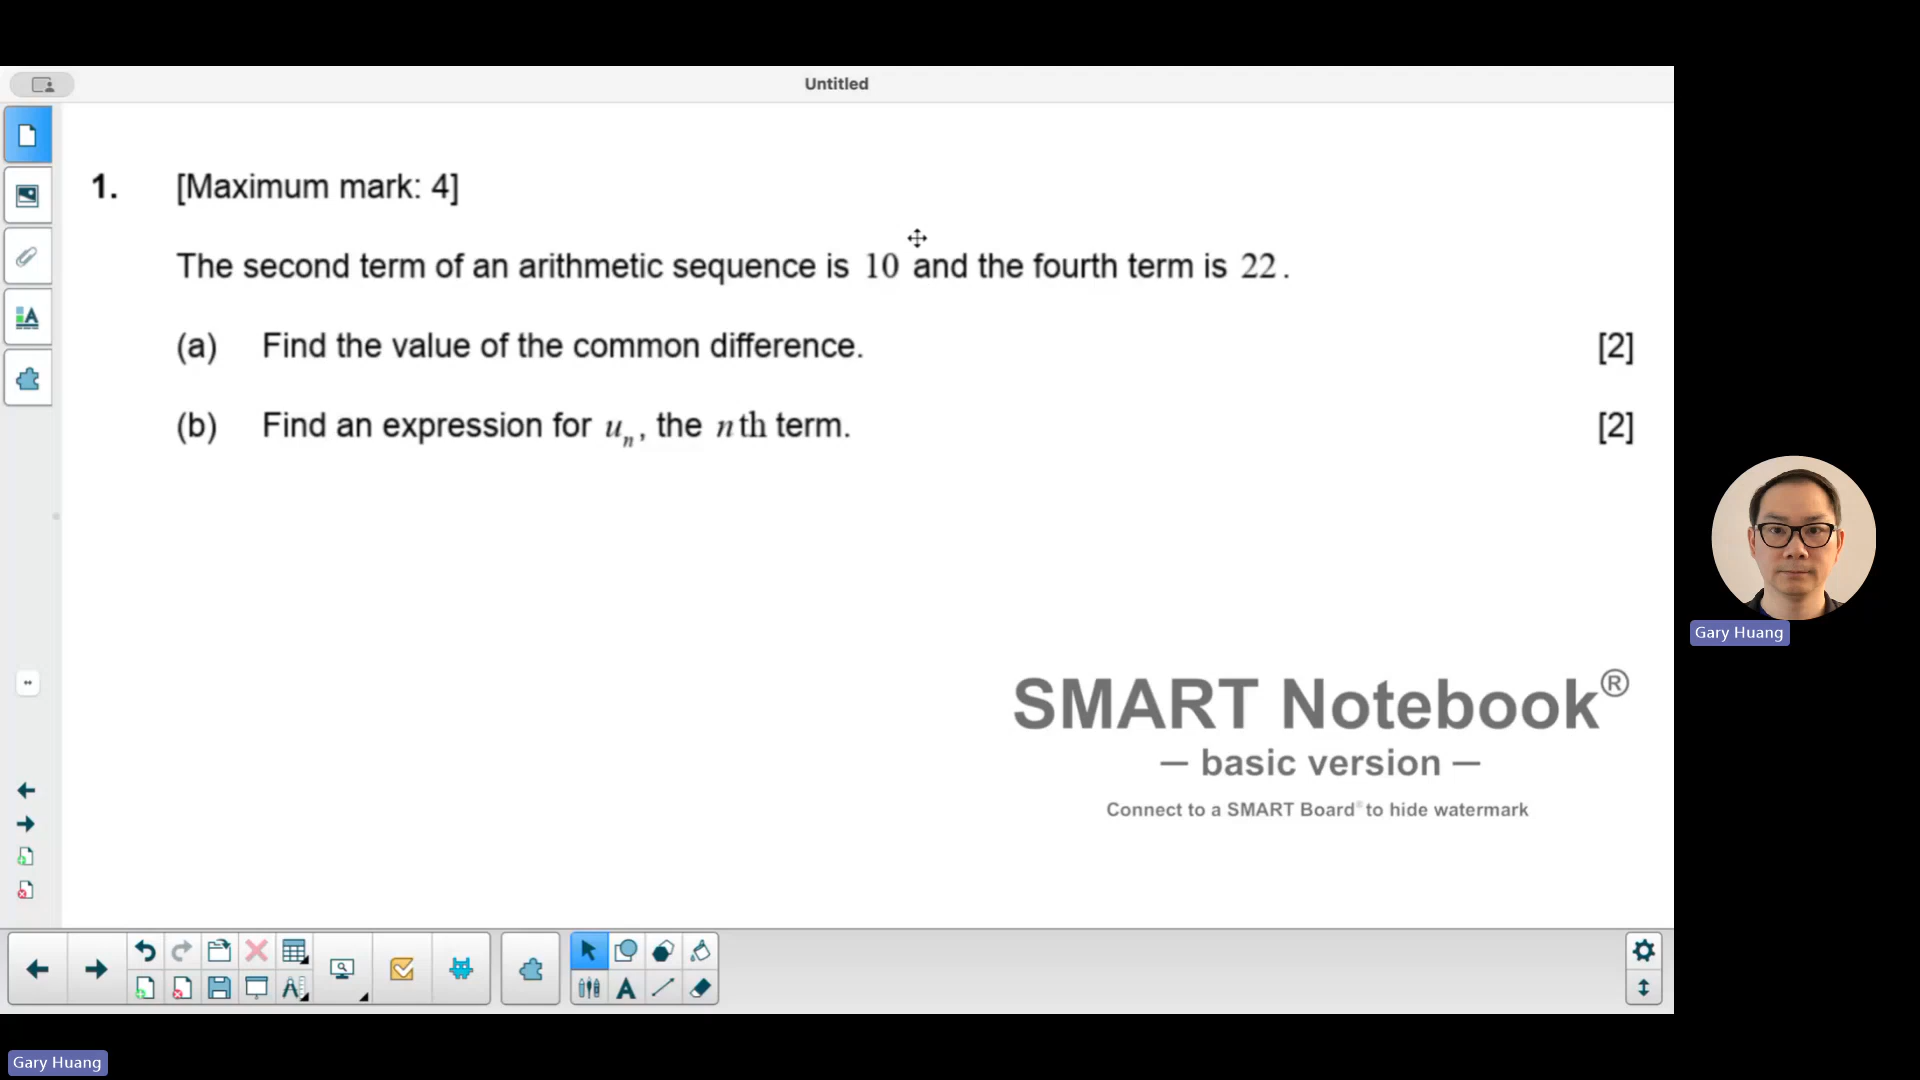 Untitled
1. [Maximum mark: 4]
The second term of an arithmetic sequence is 10 and the fourth term is 22.
(a) Find the value of the common difference. [2]
(b) Find an expression for uₙ, the nth term. [2]
SMART Notebook®
— basic version —
Connect to a SMART Board® to hide watermark
Gary Huang
Gary Huang